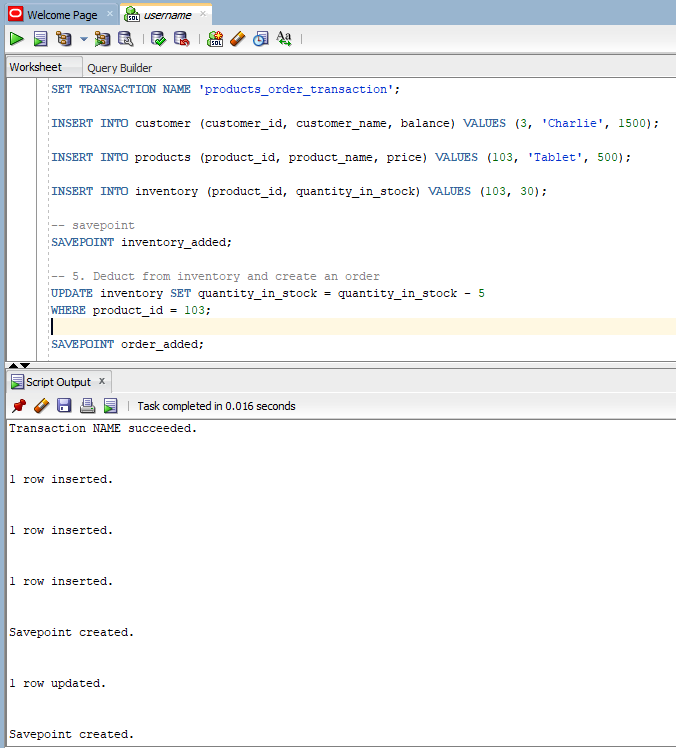 Welcome Page
username
Worksheet
Query Builder
SET TRANSACTION NAME 'products_order_transaction';
INSERT INTO customer (customer_id, customer_name, balance) VALUES (3, 'Charlie', 1500);
INSERT INTO products (product_id, product_name, price) VALUES (103, 'Tablet', 500);
INSERT INTO inventory (product_id, quantity_in_stock) VALUES (103, 30);
-- savepoint
SAVEPOINT inventory_added;
-- 5. Deduct from inventory and create an order
UPDATE inventory SET quantity_in_stock = quantity_in_stock - 5
WHERE product_id = 103;
SAVEPOINT order_added;
Script Output
Task completed in 0.016 seconds
Transaction NAME succeeded.
1 row inserted.
1 row inserted.
1 row inserted.
Savepoint created.
1 row updated.
Savepoint created.